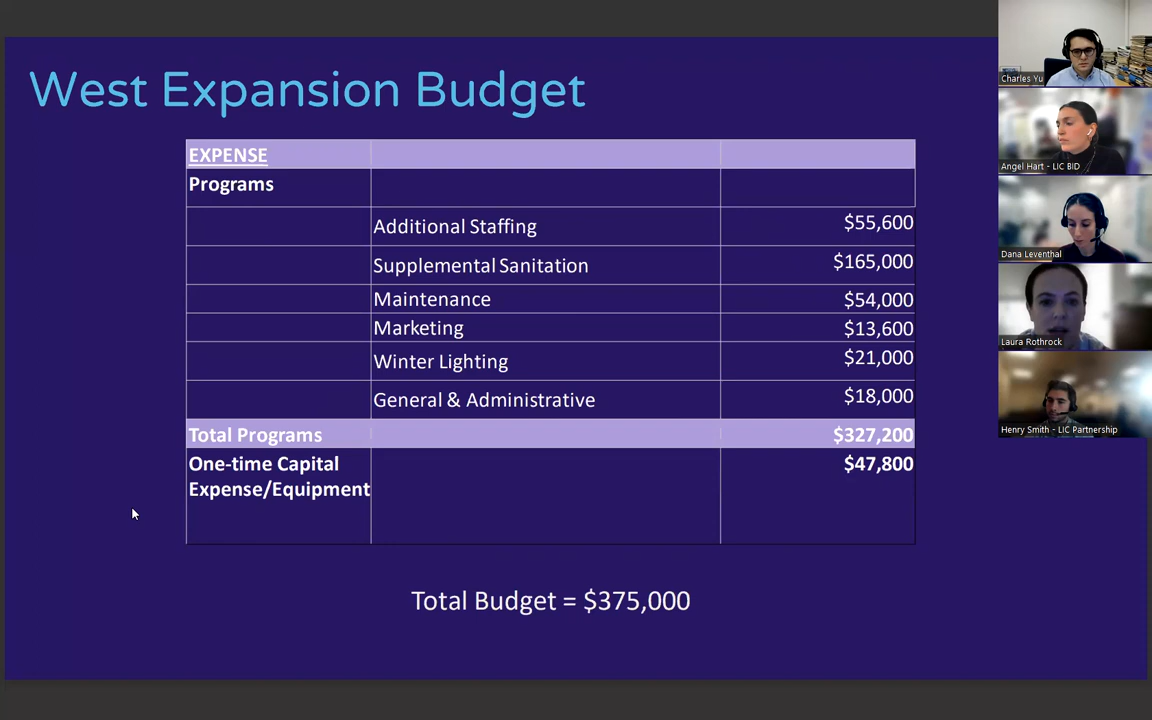 West Expansion Budget
EXPENSE
Programs
Additional Staffing $55,600
Supplemental Sanitation $165,000
Maintenance $54,000
Marketing $13,600
Winter Lighting $21,000
General & Administrative $18,000
Total Programs $327,200
One-time Capital $47,800
Expense/Equipment
Total Budget = $375,000
Charles Yu
Angel Hart - LIC BID
Dana Leventhal
Laura Rothrock
Henry Smith - LIC Partnership